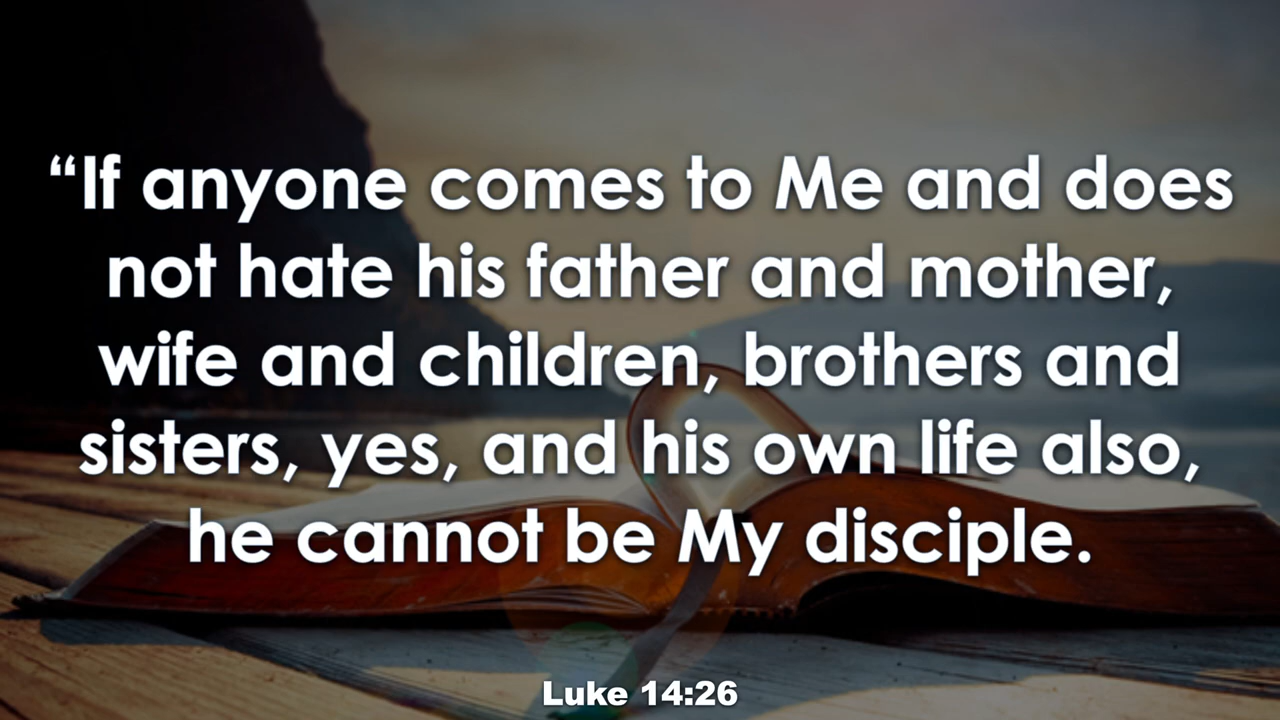 “If anyone comes to Me and does
not hate his father and mother,
wife and children, brothers and
sisters, yes, and his own life also,
he cannot be My disciple.
Luke 14:26